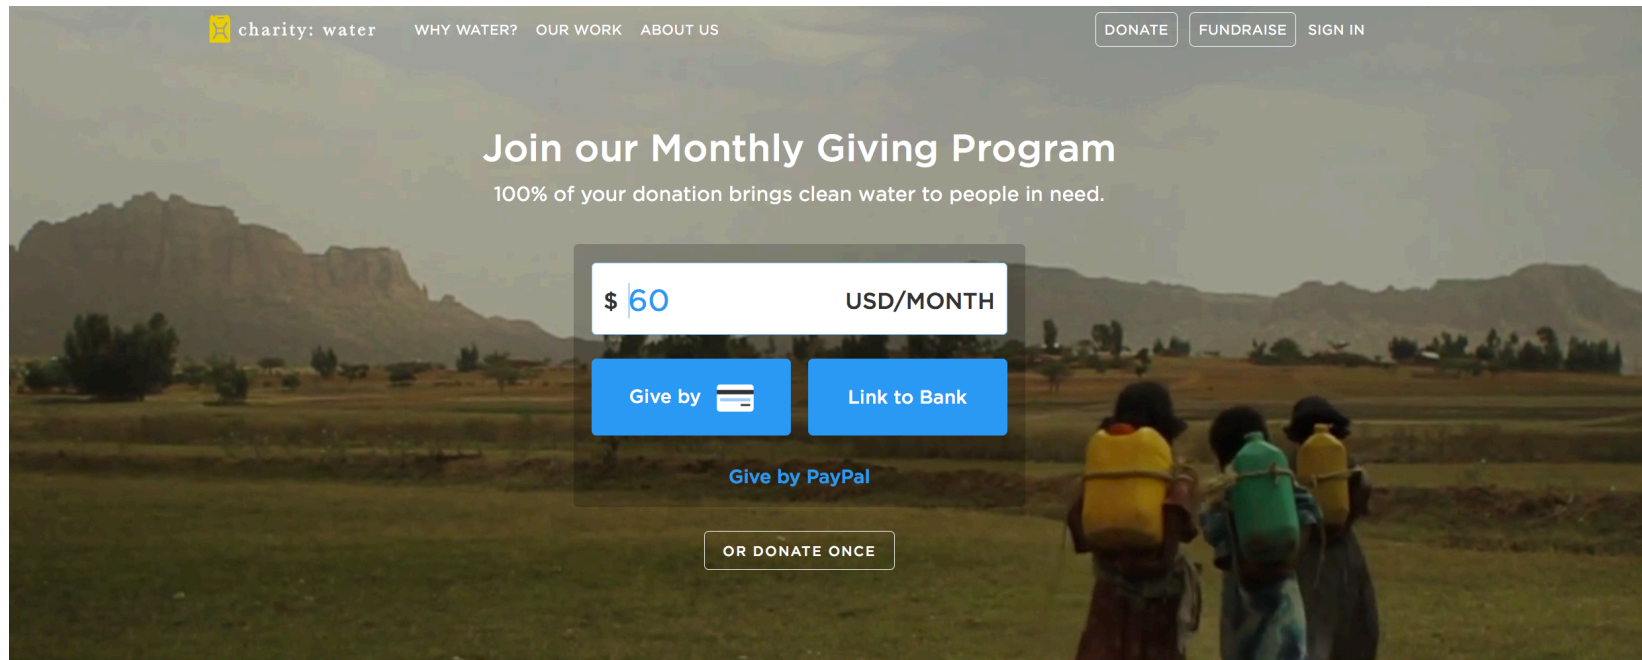 charity: water WHY WATER? OUR WORK ABOUT US DONATE FUNDRAISE SIGN IN
Join our Monthly Giving Program
100% of your donation brings clean water to people in need.
$ 60 USD/MONTH
Give by Link to Bank
Give by PayPal
OR DONATE ONCE